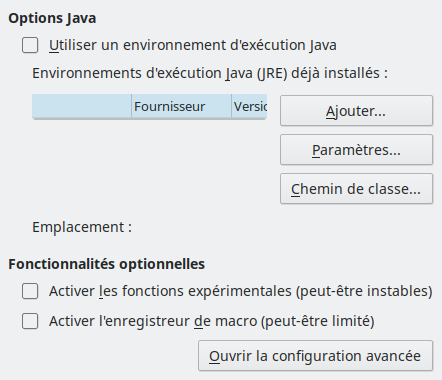 Options Java
Utiliser un environnement d'exécution Java
Environnements d'exécution Java (JRE) déjà installés :
Fournisseur Versic
Ajouter...
Paramètres...
Chemin de classe...
Emplacement :
Fonctionnalités optionnelles
Activer les fonctions expérimentales (peut-être instables)
Activer l'enregistreur de macro (peut-être limité)
Ouvrir la configuration avancée